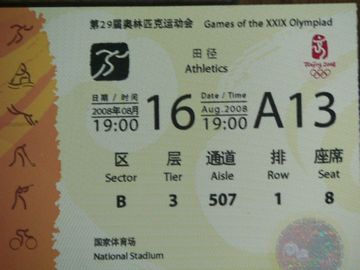 第29届奥林匹克运动会 Games of the XXIX Olympiad
田径
Athletics
Beijing 2008
日期 / 时间 Date / Time
2008年08月 16 Aug.2008 A13
19:00 19:00
区 层 通道 排 座席
Sector Tier Aisle Row Seat
B 3 507 1 8
国家体育场
National Stadium